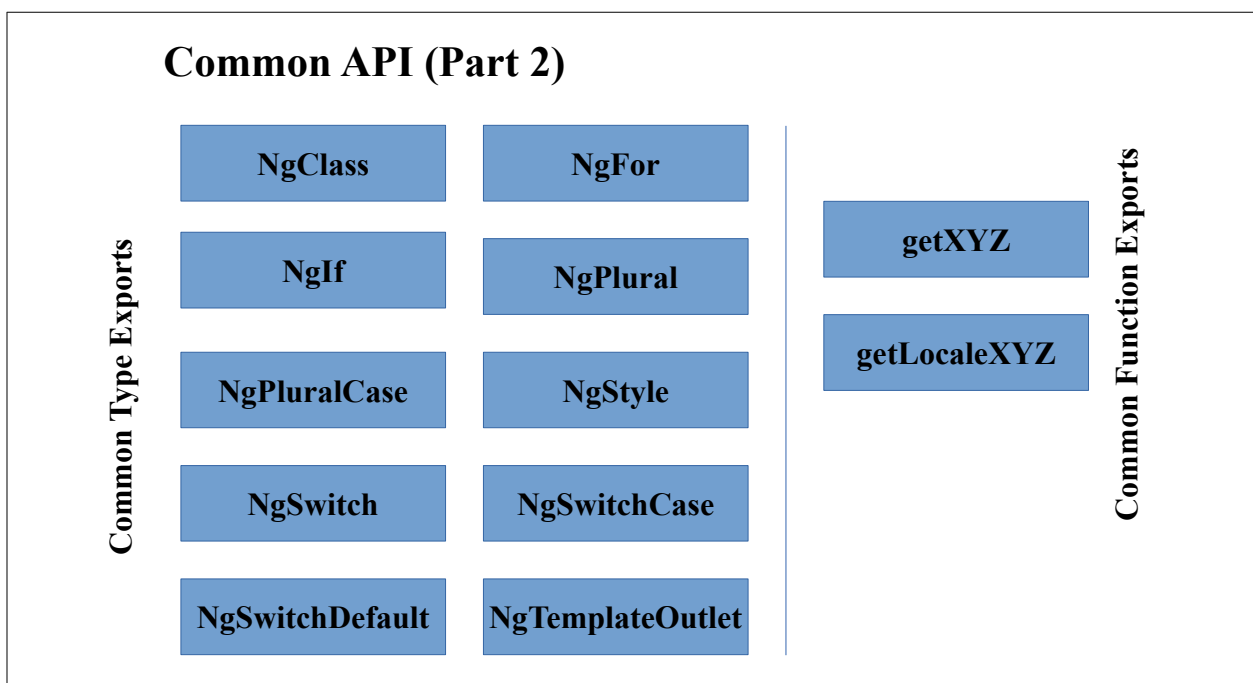 Common API (Part 2)
Common Type Exports
NgClass
NgFor
NgIf
NgPlural
NgPluralCase
NgStyle
NgSwitch
NgSwitchCase
NgSwitchDefault
NgTemplateOutlet
getXYZ
getLocaleXYZ
Common Function Exports